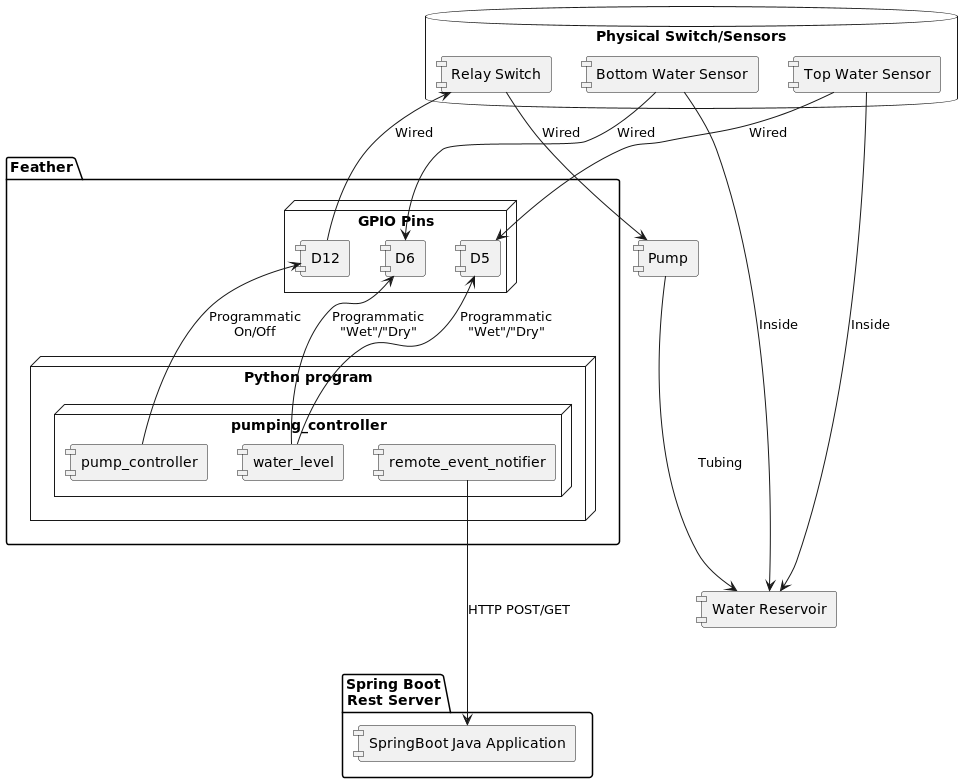 Physical Switch/Sensors
Relay Switch
Bottom Water Sensor
Top Water Sensor
Wired
Wired
Wired
Wired
Feather
GPIO Pins
D12
D6
D5
Pump
Programmatic
On/Off
Programmatic
"Wet"/"Dry"
Programmatic
"Wet"/"Dry"
Inside
Inside
Python program
pumping_controller
pump_controller
water_level
remote_event_notifier
Tubing
HTTP POST/GET
Water Reservoir
Spring Boot
Rest Server
SpringBoot Java Application